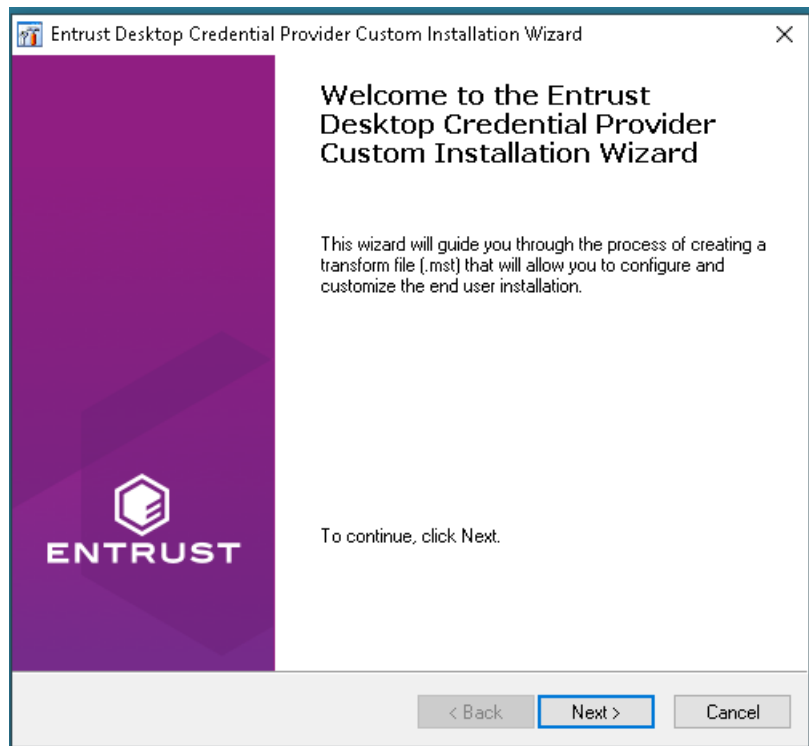 Entrust Desktop Credential Provider Custom Installation Wizard
Welcome to the Entrust
Desktop Credential Provider
Custom Installation Wizard
This wizard will guide you through the process of creating a
transform file (.mst) that will allow you to configure and
customize the end user installation.
ENTRUST
To continue, click Next.
< Back
Next >
Cancel